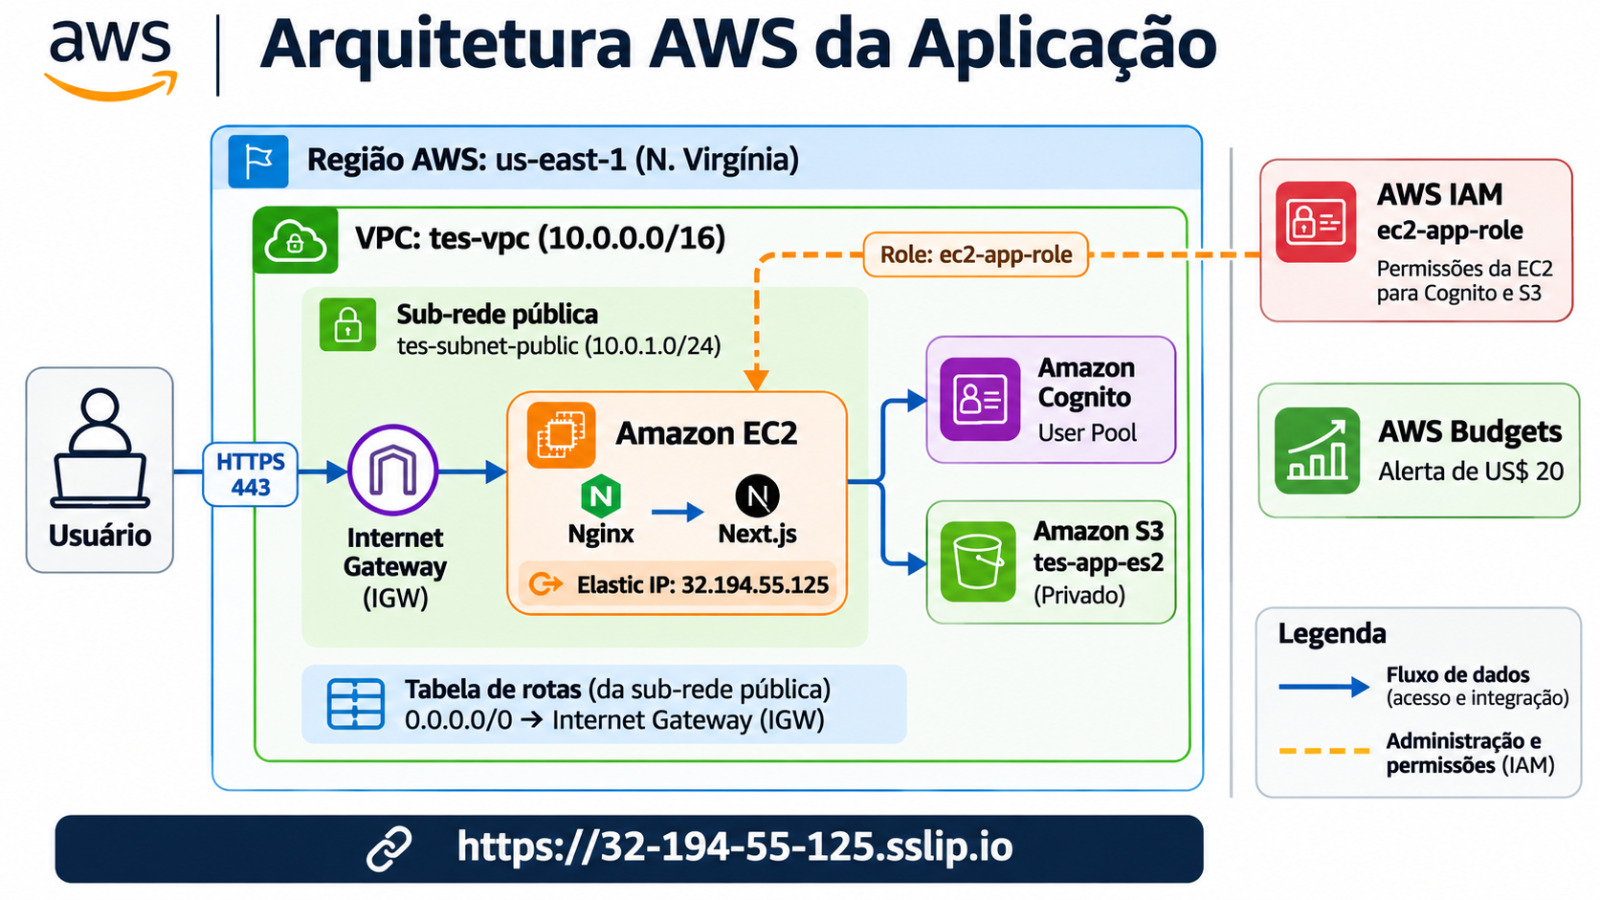 aws
Arquitetura AWS da Aplicação
Região AWS: us-east-1 (N. Virgínia)
VPC: tes-vpc (10.0.0.0/16)
Role: ec2-app-role
AWS IAM
ec2-app-role
Permissões da EC2
para Cognito e S3
Sub-rede pública
tes-subnet-public (10.0.1.0/24)
Usuário
HTTPS
443
Internet
Gateway
(IGW)
Amazon EC2
N
Nginx
N
Next.js
Elastic IP: 32.194.55.125
Amazon
Cognito
User Pool
Amazon S3
tes-app-es2
(Privado)
AWS Budgets
Alerta de US$ 20
Tabela de rotas (da sub-rede pública)
0.0.0.0/0 → Internet Gateway (IGW)
Legenda
Fluxo de dados
(acesso e integração)
Administração e
permissões (IAM)
https://32-194-55-125.sslip.io